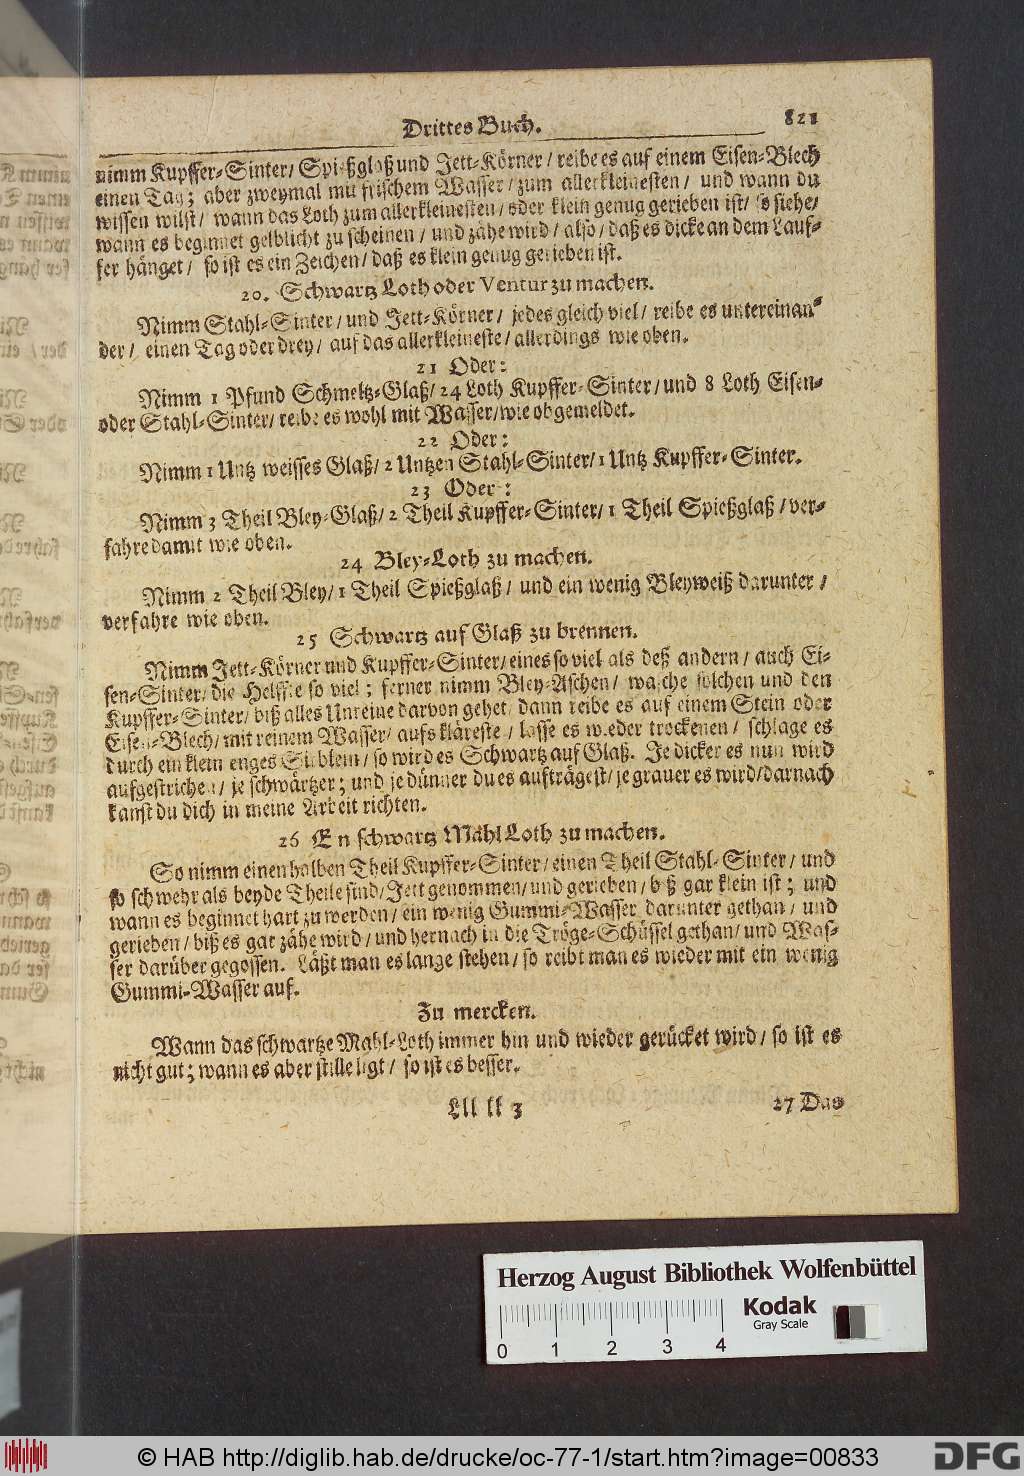 Drittes Buch. 821
nimm Kupffer-Sinter/ Spießglaß und Jett-Körner/ reibe es auf einem Eisen-Blech
einen Tag; aber zweymal mit frischem Wasser/ zum allerkleinesten/ und wann du
wissen wilst/ wann das Loth zum allerkleinesten/ oder klein genug gerieben ist/ so siehe/
wann es beginnet gelblicht zu scheinen/ und zähe wird/ also/ daß es dicke an dem Lauf-
fer hänget/ so ist es ein Zeichen/ daß es klein genug gerieben ist.
20. Schwartz Loth oder Ventur zu machen.
Nimm Stahl-Sinter/ und Jett-Körner/ jedes gleich viel/ reibe es untereinan-
der/ einen Tag oder drey/ auf das allerkleineste/ allerdings wie oben.
21 Oder:
Nimm 1 Pfund Schmeltz-Glaß/ 24 Loth Kupffer-Sinter/ und 8 Loth Eisen-
oder Stahl-Sinter/ reibe es wohl mit Wasser/ wie obgemeldet.
22 Oder:
Nimm 1 Untz weisses Glaß/ 2 Untzen Stahl-Sinter/ 1 Untz Kupffer-Sinter.
23 Oder:
Nimm 3 Theil Bley-Glaß/ 2 Theil Kupffer-Sinter/ 1 Theil Spießglaß/ ver-
fahre damit wie oben.
24 Bley-Loth zu machen.
Nimm 2 Theil Bley/ 1 Theil Spießglaß/ und ein wenig Bleyweiß darunter/
verfahre wie oben.
25 Schwartz auf Glaß zu brennen.
Nimm Jett-Körner und Kupffer-Sinter/ eines so viel als deß andern/ auch Ei-
sen-Sinter/ die Helffte so viel; ferner nimm Bley-Aschen/ wasche solchen und den
Kupffer-Sinter/ biß alles Unreine darvon gehet/ dann reibe es auf einem Stein oder
Eisen-Blech/ mit reinem Wasser/ aufs kläreste/ lasse es wieder trockenen/ schlage es
durch ein klein enges Sieblein/ so wird es Schwartz auf Glaß. Je dicker es nun wird
aufgestrichen/ je schwärtzer; und je dünner du es aufträgest/ je grauer es wird/ darnach
kanst du dich in meine Arbeit richten.
26 Ein schwartz Mahl Loth zu machen.
So nimm einen halben Theil Kupffer-Sinter/ einen Theil Stahl-Sinter/ und
so schwehr als beyde Theile sind/ Jett genommen/ und gerieben/ biß gar klein ist; und
wann es beginnet hart zu werden/ ein wenig Gummi-Wasser darunter gethan/ und
gerieben/ biß es gar zähe wird/ und hernach in die Tröge-Schüssel gethan/ und Was-
ser darüber gegossen. Läßt man es lange stehen/ so reibt man es wieder mit ein wenig
Gummi-Wasser auf.
Zu mercken.
Wann das schwartze Mahl-Loth immer hin und wieder gerücket wird/ so ist es
nicht gut; wann es aber stille ligt/ so ist es besser.
Lll ll 3 27 Das
Herzog August Bibliothek Wolfenbüttel
Kodak
Gray Scale
0 1 2 3 4
© HAB http://diglib.hab.de/drucke/oc-77-1/start.htm?image=00833
DFG